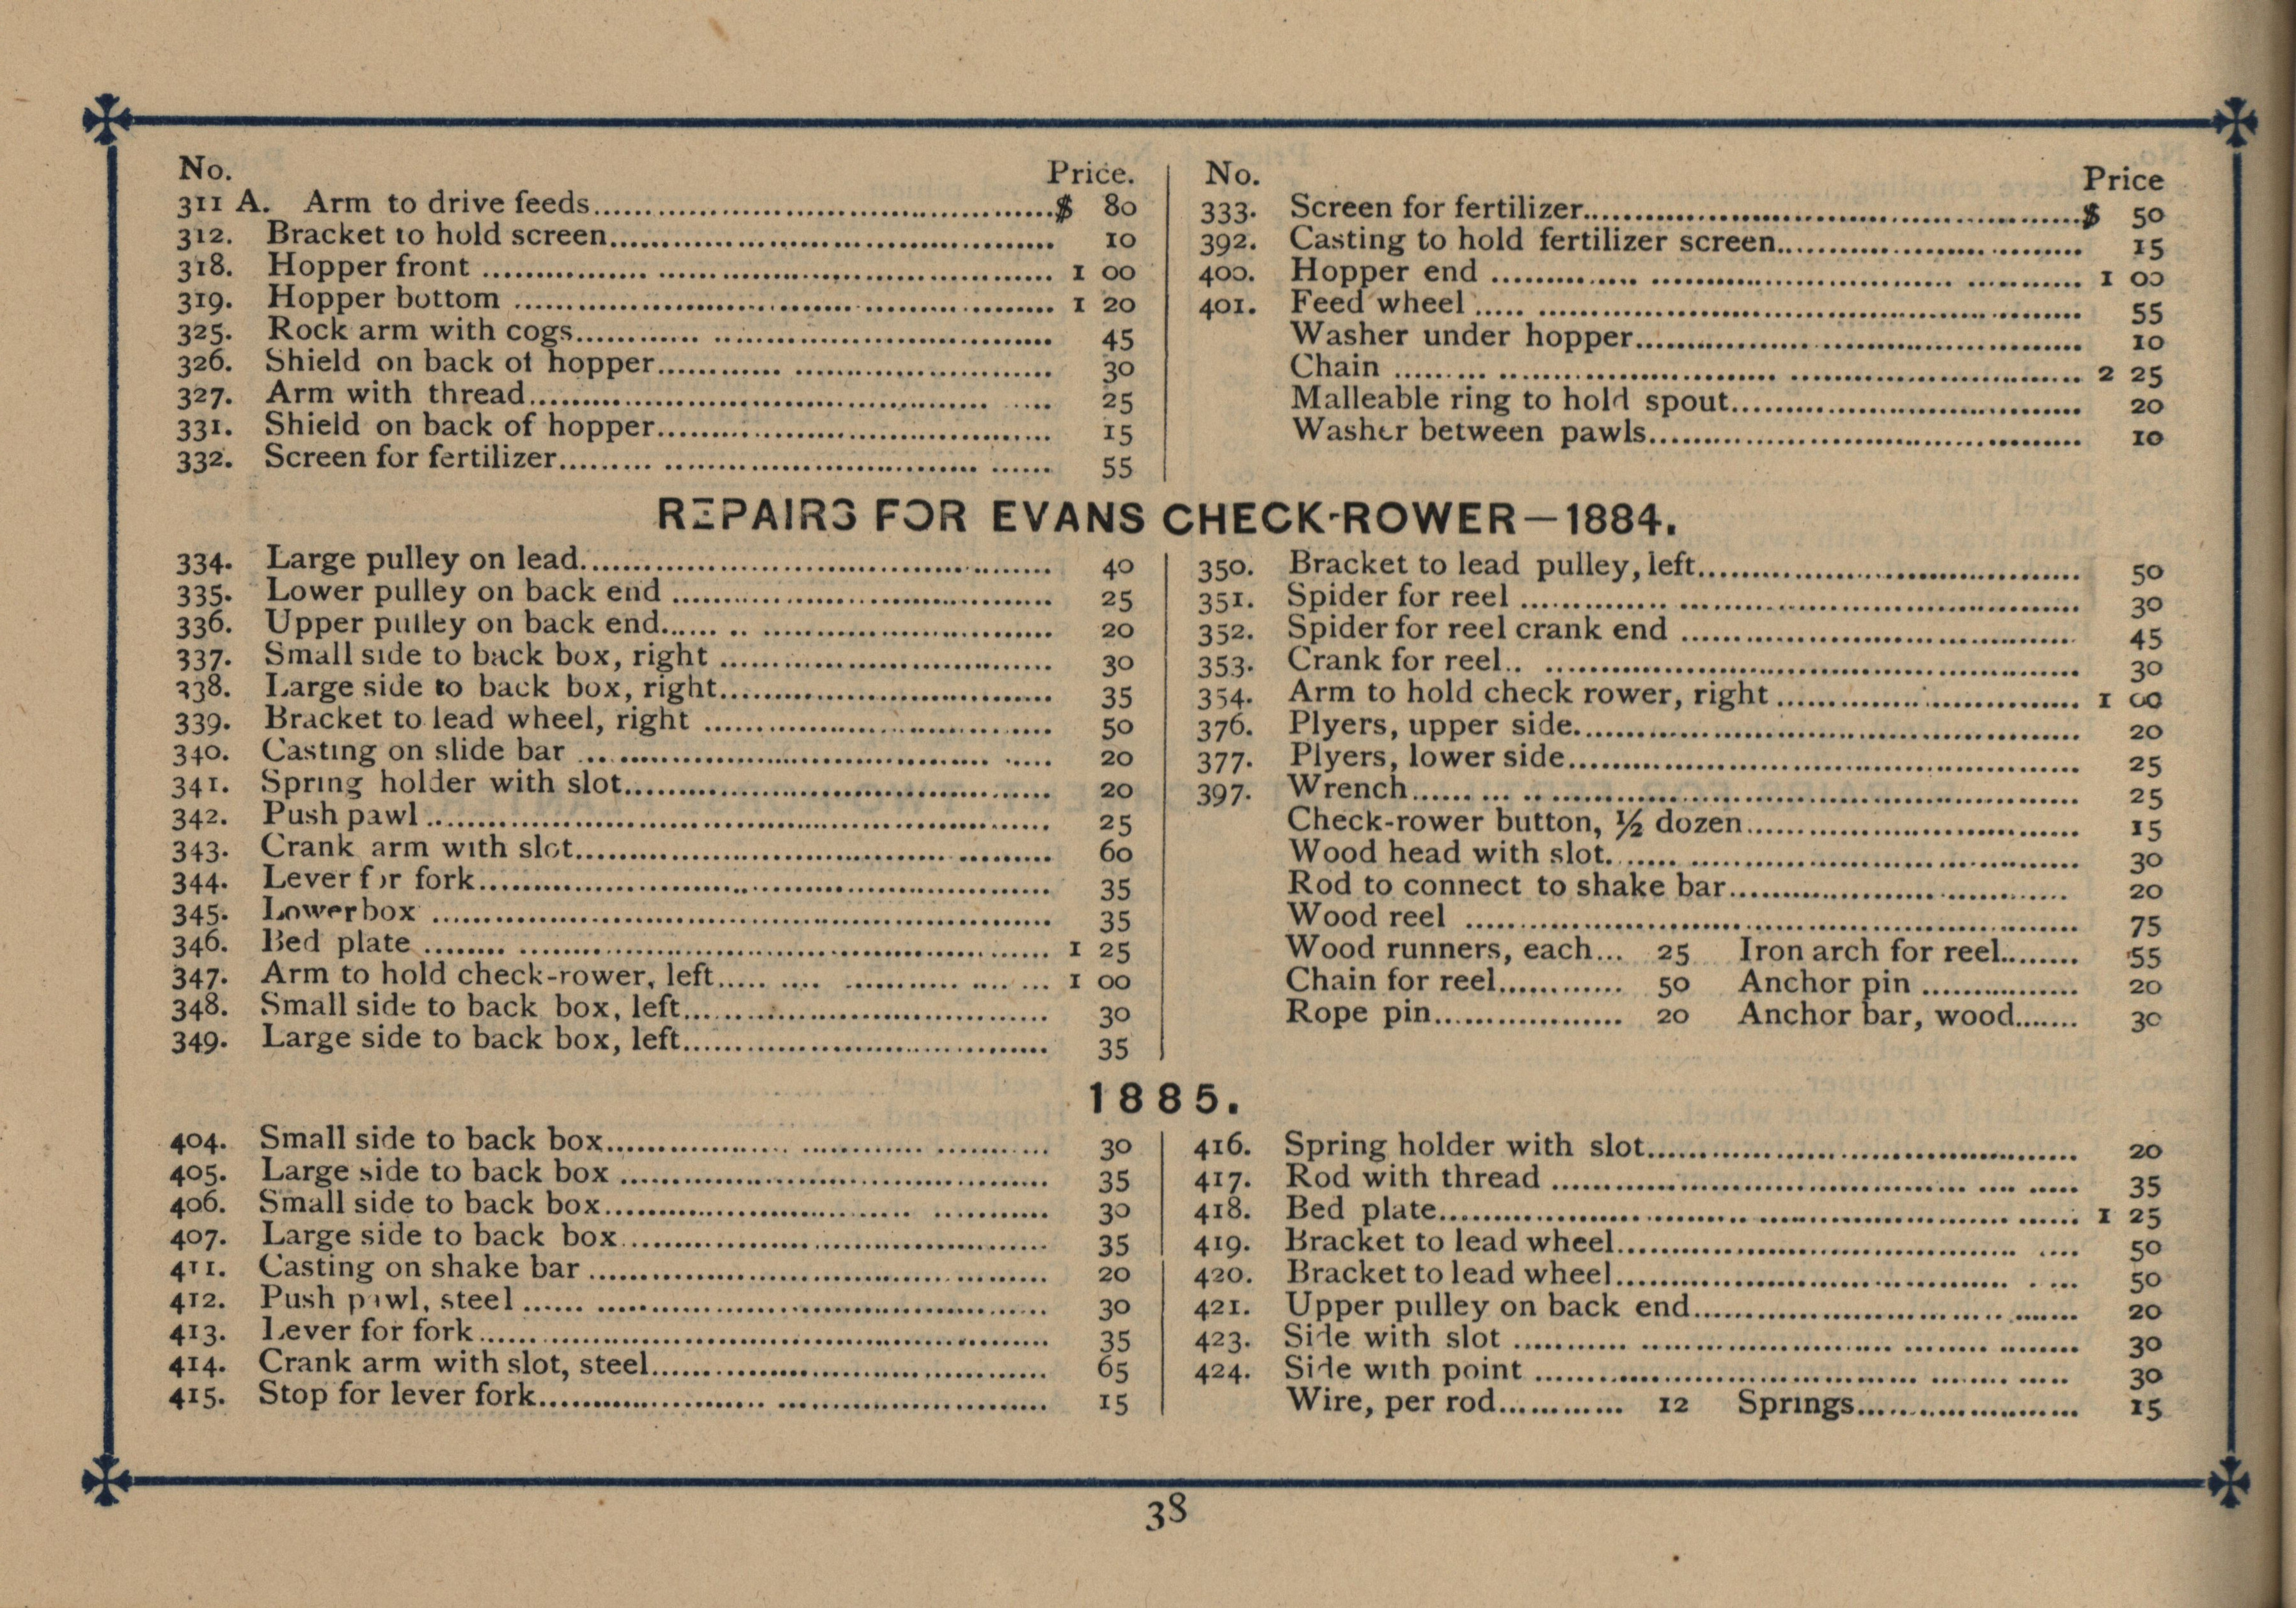 No. Price.
311 A. Arm to drive feeds $ 80
312. Bracket to hold screen 10
318. Hopper front 1 00
319. Hopper bottom 1 20
325. Rock arm with cogs 45
326. Shield on back of hopper 30
327. Arm with thread 25
331. Shield on back of hopper 15
332. Screen for fertilizer 55
No. Price
333. Screen for fertilizer $ 50
392. Casting to hold fertilizer screen 15
400. Hopper end 1 00
401. Feed wheel 55
Washer under hopper 10
Chain 2 25
Malleable ring to hold spout 20
Washer between pawls 10
REPAIRS FOR EVANS CHECK-ROWER—1884.
334. Large pulley on lead 40
335. Lower pulley on back end 25
336. Upper pulley on back end 20
337. Small side to back box, right 30
338. Large side to back box, right 35
339. Bracket to lead wheel, right 50
340. Casting on slide bar 20
341. Spring holder with slot 20
342. Push pawl 25
343. Crank arm with slot 60
344. Lever for fork 35
345. Lower box 35
346. Bed plate 1 25
347. Arm to hold check-rower, left 1 00
348. Small side to back box, left 30
349. Large side to back box, left 35
350. Bracket to lead pulley, left 50
351. Spider for reel 30
352. Spider for reel crank end 45
353. Crank for reel 30
354. Arm to hold check rower, right 1 00
376. Plyers, upper side 20
377. Plyers, lower side 25
397. Wrench 25
Check-rower button, ½ dozen 15
Wood head with slot 30
Rod to connect to shake bar 20
Wood reel 75
Wood runners, each 25 Iron arch for reel 55
Chain for reel 50 Anchor pin 20
Rope pin 20 Anchor bar, wood 30
1885.
404. Small side to back box 30
405. Large side to back box 35
406. Small side to back box 30
407. Large side to back box 35
411. Casting on shake bar 20
412. Push pawl, steel 30
413. Lever for fork 35
414. Crank arm with slot, steel 65
415. Stop for lever fork 15
416. Spring holder with slot 20
417. Rod with thread 35
418. Bed plate 1 25
419. Bracket to lead wheel 50
420. Bracket to lead wheel 50
421. Upper pulley on back end 20
423. Side with slot 30
424. Side with point 30
Wire, per rod 12 Springs 15
38